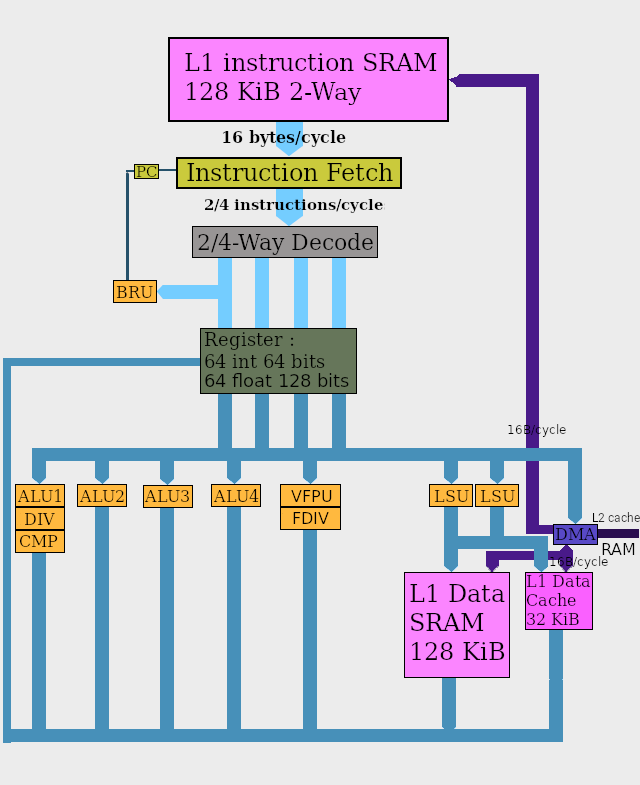 L1 instruction SRAM
128 KiB 2-Way
16 bytes/cycle
PC
Instruction Fetch
2/4 instructions/cycle
2/4-Way Decode
BRU
Register :
64 int 64 bits
64 float 128 bits
16B/cycle
ALU1
ALU2
ALU3
ALU4
VFPU
LSU
LSU
DIV
FDIV
L2 cache
CMP
DMA
RAM
16B/cycle
L1 Data
SRAM
128 KiB
L1 Data
Cache
32 KiB